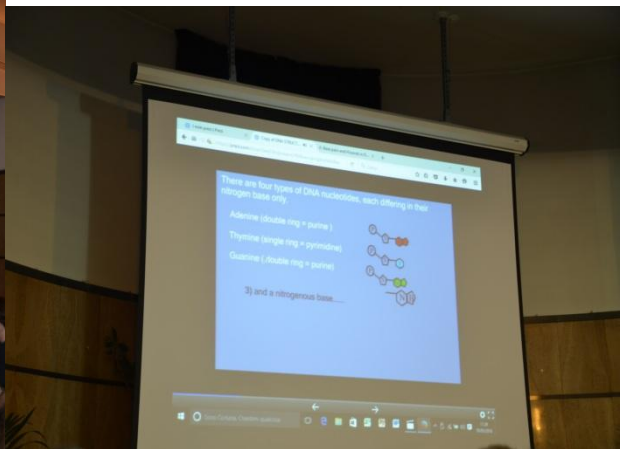 There are four types of DNA nucleotides, each differing in their
nitrogen base only.
Adenine (double ring = purine )
Thymine (single ring = pyrimidine)
Guanine (,double ring = purine)
3) and a nitrogenous base.....